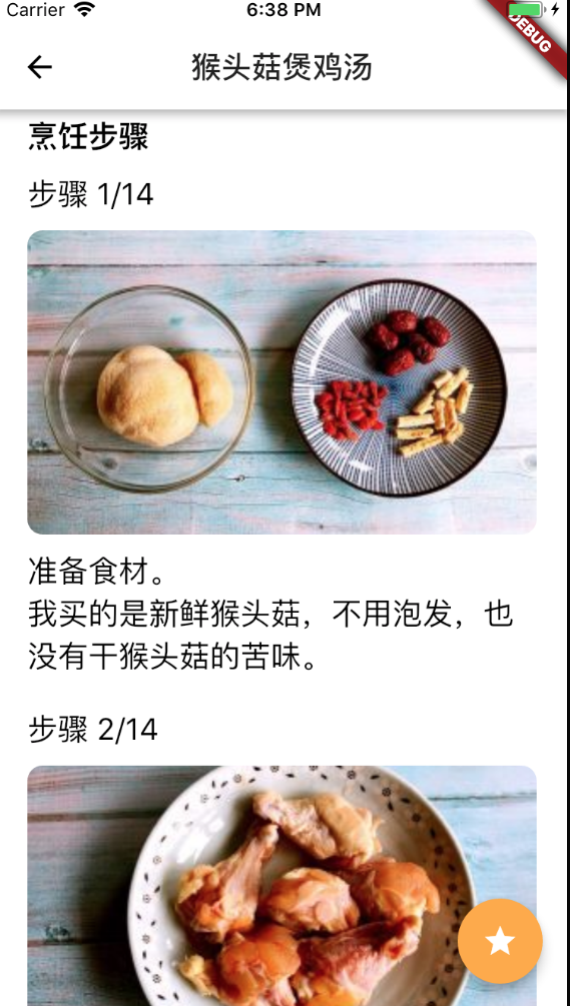 Carrier 6:38 PM
DEBUG
猴头菇煲鸡汤
烹饪步骤
步骤 1/14
准备食材。
我买的是新鲜猴头菇，不用泡发，也
没有干猴头菇的苦味。
步骤 2/14